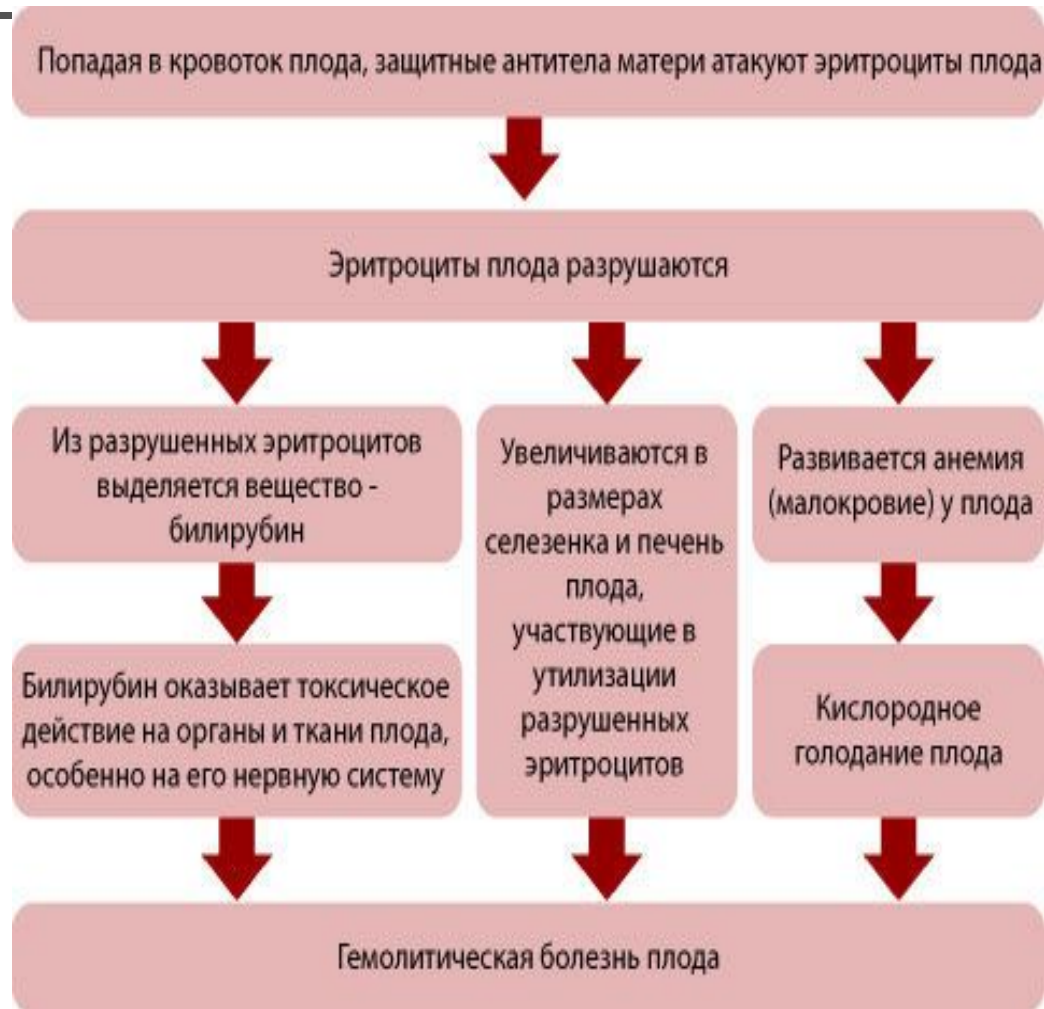 Попадая в кровоток плода, защитные антитела матери атакуют эритроциты плода
Эритроциты плода разрушаются
Из разрушенных эритроцитов
выделяется вещество -
билирубин
Билирубин оказывает токсическое
действие на органы и ткани плода,
особенно на его нервную систему
Увеличиваются в
размерах
селезенка и печень
плода,
участвующие в
утилизации
разрушенных
эритроцитов
Развивается анемия
(малокровие) у плода
Кислородное
голодание плода
Гемолитическая болезнь плода